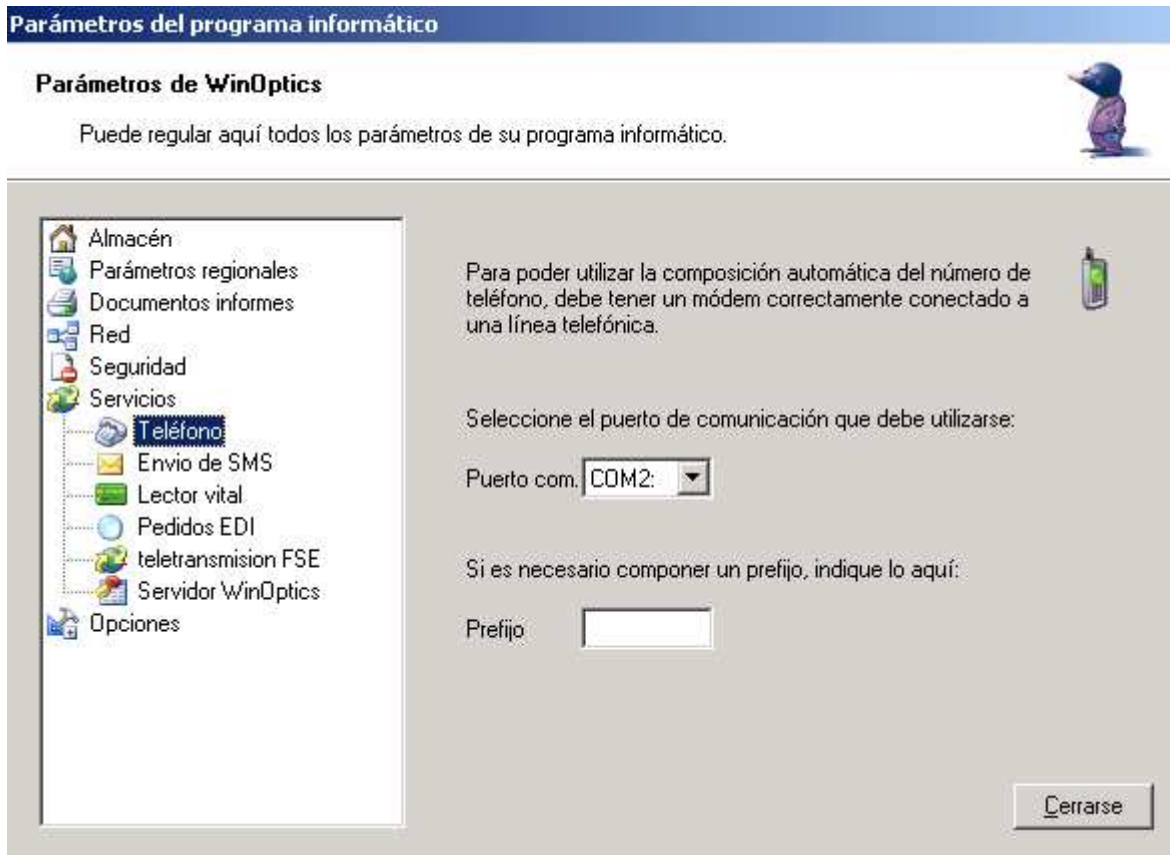 Parámetros del programa informático
Parámetros de WinOptics
Puede regular aquí todos los parámetros de su programa informático.
Almacén
Parámetros regionales
Documentos informes
Red
Seguridad
Servicios
Teléfono
Envio de SMS
Lector vital
Pedidos EDI
teletransmision FSE
Servidor WinOptics
Opciones
Para poder utilizar la composición automática del número de
teléfono, debe tener un módem correctamente conectado a
una línea telefónica.
Seleccione el puerto de comunicación que debe utilizarse:
Puerto com. COM2:
Si es necesario componer un prefijo, indique lo aquí:
Prefijo
Cerrarse